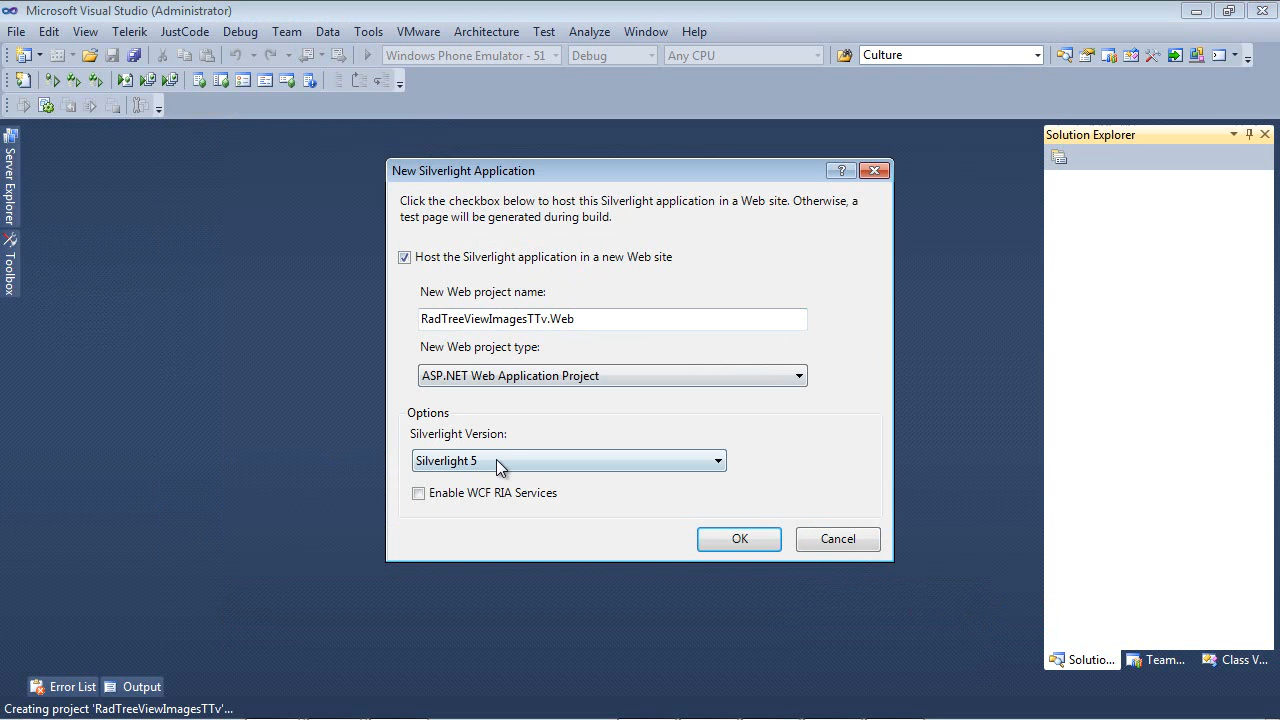 Microsoft Visual Studio (Administrator)
File Edit View Telerik JustCode Debug Team Data Tools VMware Architecture Test Analyze Window Help
Windows Phone Emulator - 51 Debug Any CPU Culture
Server Explorer
Toolbox
Solution Explorer
New Silverlight Application
Click the checkbox below to host this Silverlight application in a Web site. Otherwise, a
test page will be generated during build.
Host the Silverlight application in a new Web site
New Web project name:
RadTreeViewImagesTTv.Web
New Web project type:
ASP.NET Web Application Project
Options
Silverlight Version:
Silverlight 5
Enable WCF RIA Services
OK Cancel
Solutio... Team... Class V...
Error List Output
Creating project 'RadTreeViewImagesTTv'...